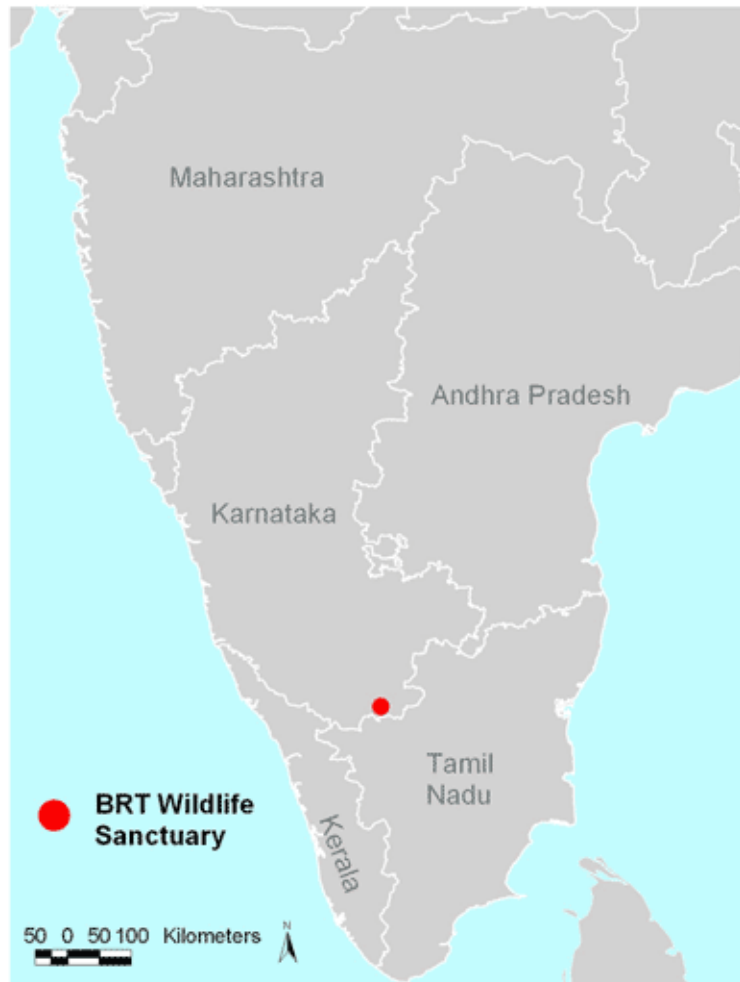 Maharashtra
Andhra Pradesh
Karnataka
Tamil
Nadu
Kerala
BRT Wildlife
Sanctuary
50 0 50 100 Kilometers
N